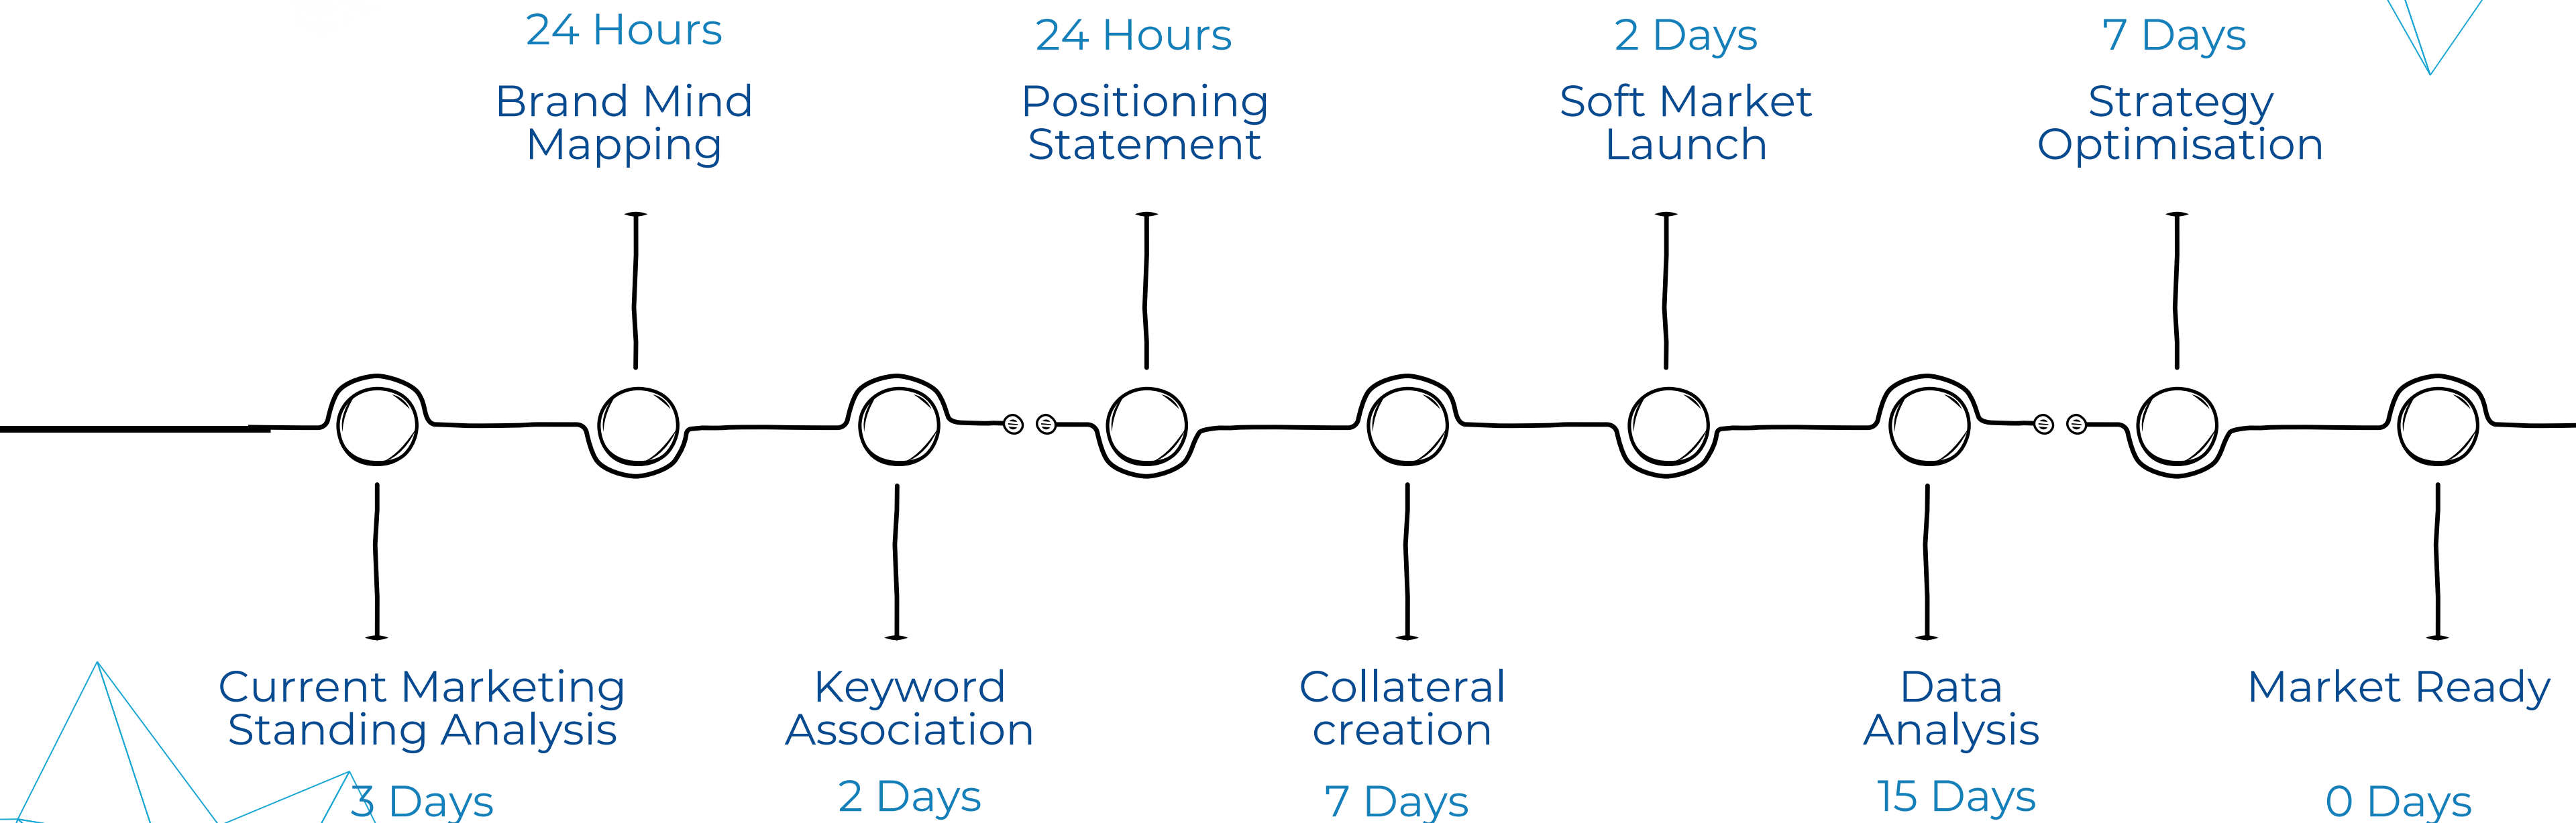 24 Hours
Brand Mind
Mapping
24 Hours
Positioning
Statement
2 Days
Soft Market
Launch
7 Days
Strategy
Optimisation
Current Marketing
Standing Analysis
3 Days
Keyword
Association
2 Days
Collateral
creation
7 Days
Data
Analysis
15 Days
Market Ready
0 Days